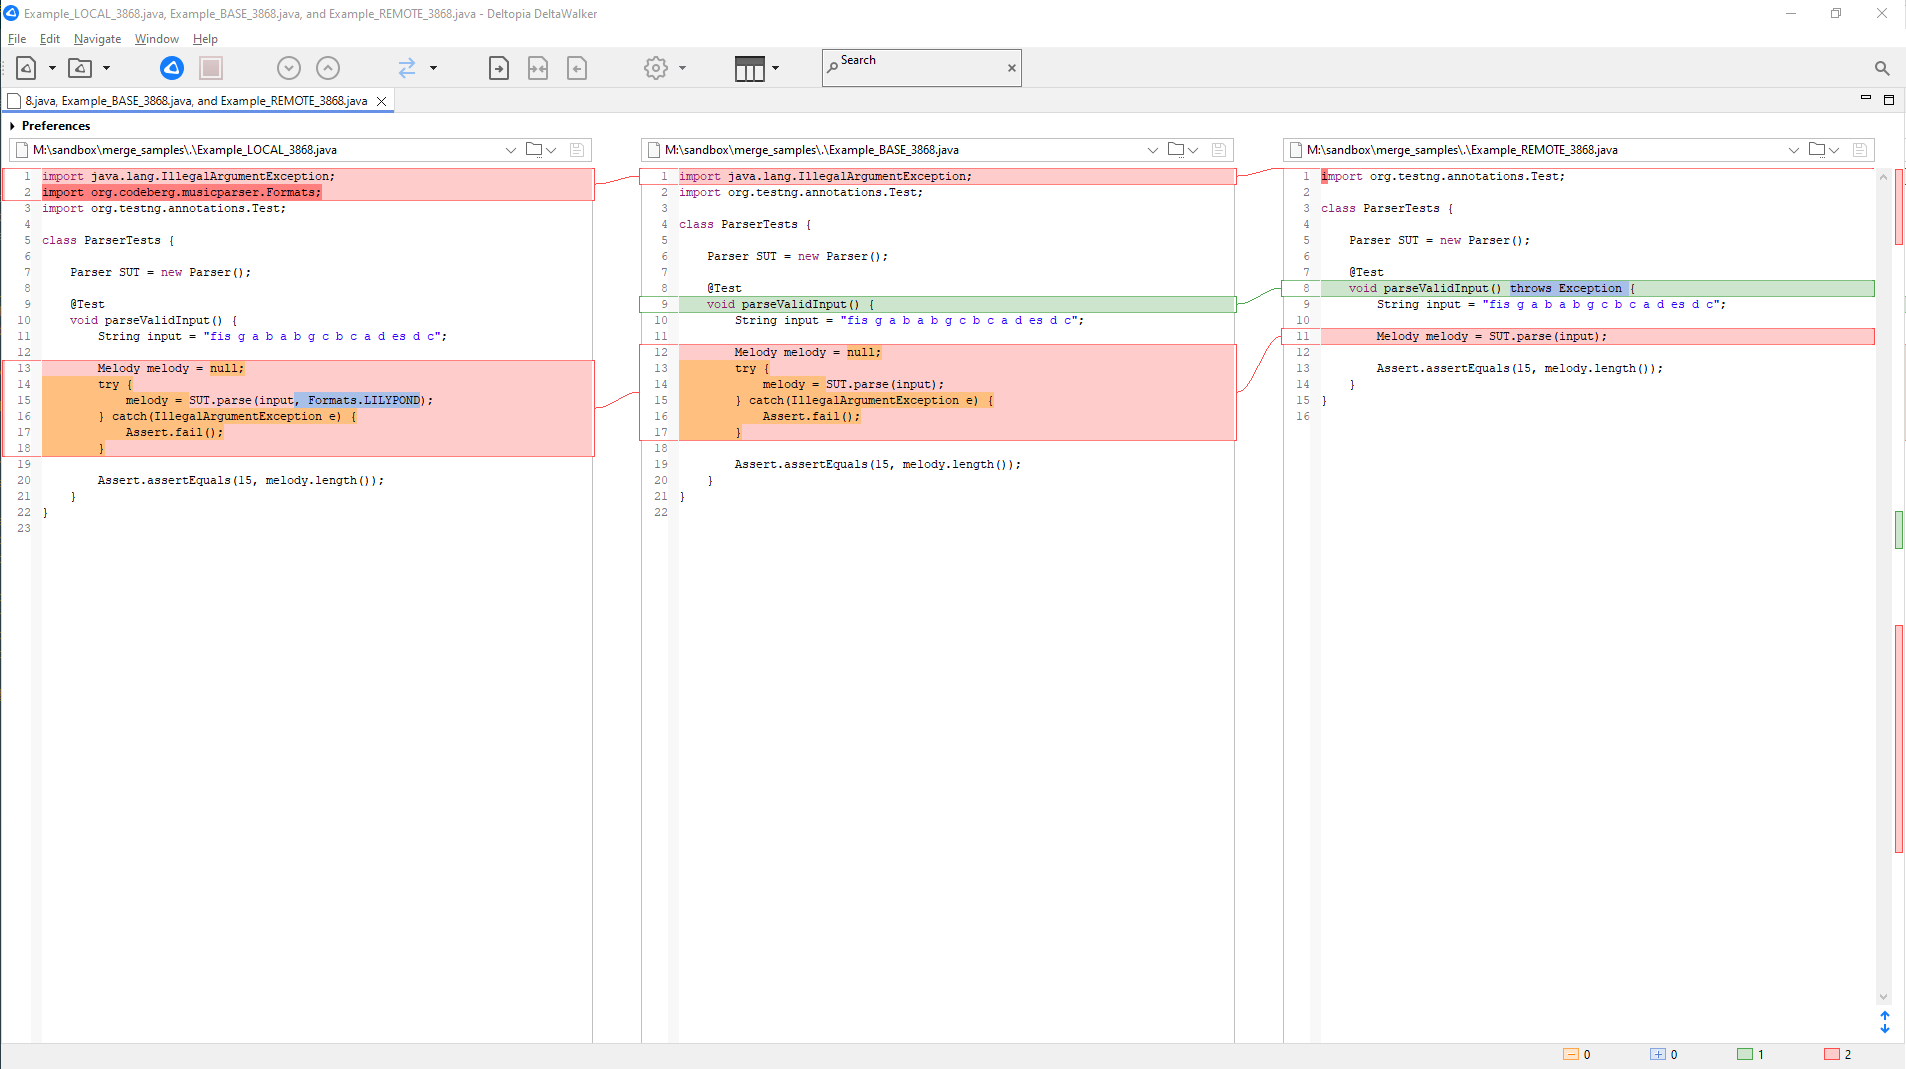 Example_LOCAL_3868.java, Example_BASE_3868.java, and Example_REMOTE_3868.java - Deltopia DeltaWalker
File Edit Navigate Window Help
Search
8.java, Example_BASE_3868.java, and Example_REMOTE_3868.java
Preferences
M:\sandbox\merge_samples\.\Example_LOCAL_3868.java
1 import java.lang.IllegalArgumentException;
2 import org.codeberg.musicparser.Formats;
3 import org.testng.annotations.Test;
4
5 class ParserTests {
6
7 Parser SUT = new Parser();
8
9 @Test
10 void parseValidInput() {
11 String input = "fis g a b a b g c b c a d es d c";
12
13 Melody melody = null;
14 try {
15 melody = SUT.parse(input, Formats.LILYPOND);
16 } catch(IllegalArgumentException e) {
17 Assert.fail();
18 }
19
20 Assert.assertEquals(15, melody.length());
21 }
22 }
23
M:\sandbox\merge_samples\.\Example_BASE_3868.java
1 import java.lang.IllegalArgumentException;
2 import org.testng.annotations.Test;
3
4 class ParserTests {
5
6 Parser SUT = new Parser();
7
8 @Test
9 void parseValidInput() {
10 String input = "fis g a b a b g c b c a d es d c";
11
12 Melody melody = null;
13 try {
14 melody = SUT.parse(input);
15 } catch(IllegalArgumentException e) {
16 Assert.fail();
17 }
18
19 Assert.assertEquals(15, melody.length());
20 }
21 }
22
M:\sandbox\merge_samples\.\Example_REMOTE_3868.java
1 import org.testng.annotations.Test;
2
3 class ParserTests {
4
5 Parser SUT = new Parser();
6
7 @Test
8 void parseValidInput() throws Exception {
9 String input = "fis g a b a b g c b c a d es d c";
10
11 Melody melody = SUT.parse(input);
12
13 Assert.assertEquals(15, melody.length());
14 }
15 }
16
0 0 1 2